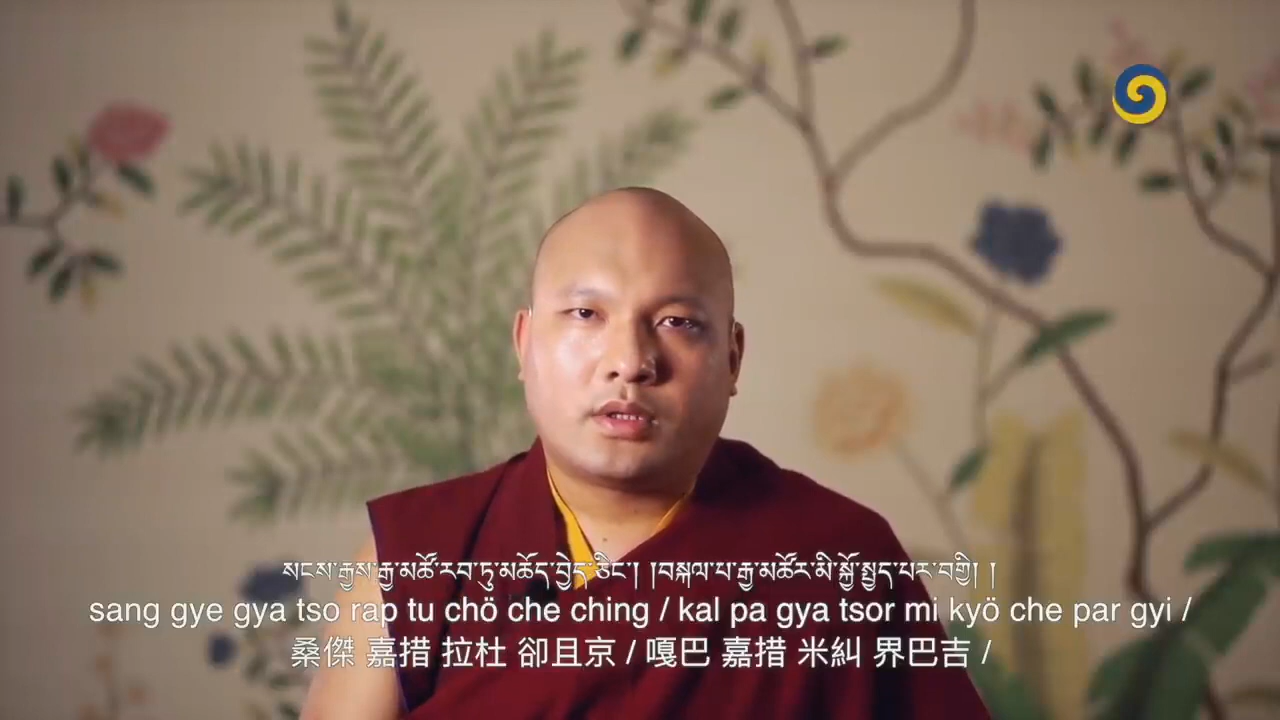 སངས་རྒྱས་རྒྱ་མཚོ་རབ་ཏུ་མཆོད་བྱེད་ཅིང་། །བསྐལ་པ་རྒྱ་མཚོར་མི་སྐྱོ་སྤྱད་པར་བགྱི། །
sang gye gya tso rap tu chö che ching / kal pa gya tsor mi kyö che par gyi /
桑傑 嘉措 拉杜 卻且京 / 嘎巴 嘉措 米糾 界巴吉 /